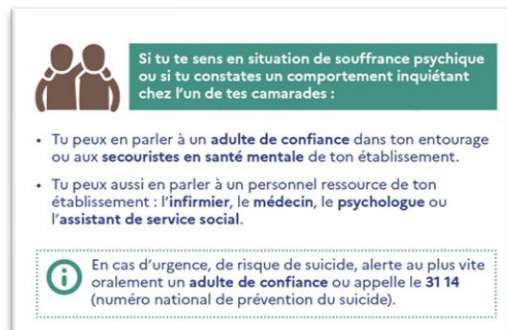 Si tu te sens en situation de souffrance psychique
ou si tu constates un comportement inquiétant
chez l'un de tes camarades :
• Tu peux en parler à un adulte de confiance dans ton entourage
ou aux secouristes en santé mentale de ton établissement.
• Tu peux aussi en parler à un personnel ressource de ton
établissement : l'infirmier, le médecin, le psychologue ou
l'assistant de service social.
En cas d'urgence, de risque de suicide, alerte au plus vite
oralement un adulte de confiance ou appelle le 31 14
(numéro national de prévention du suicide).